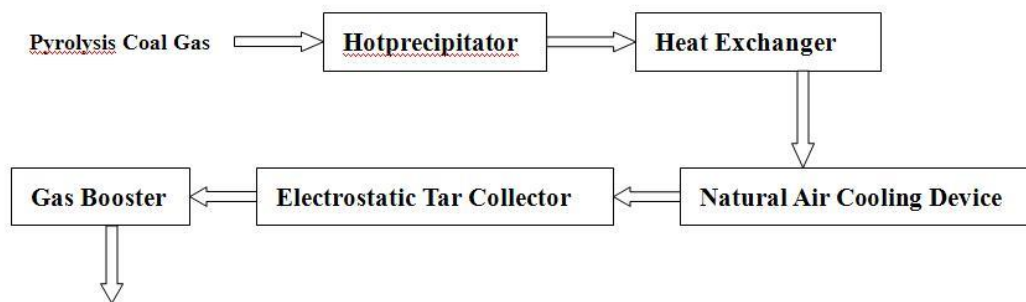 Pyrolysis Coal Gas
Hotprecipitator
Heat Exchanger
Gas Booster
Electrostatic Tar Collector
Natural Air Cooling Device